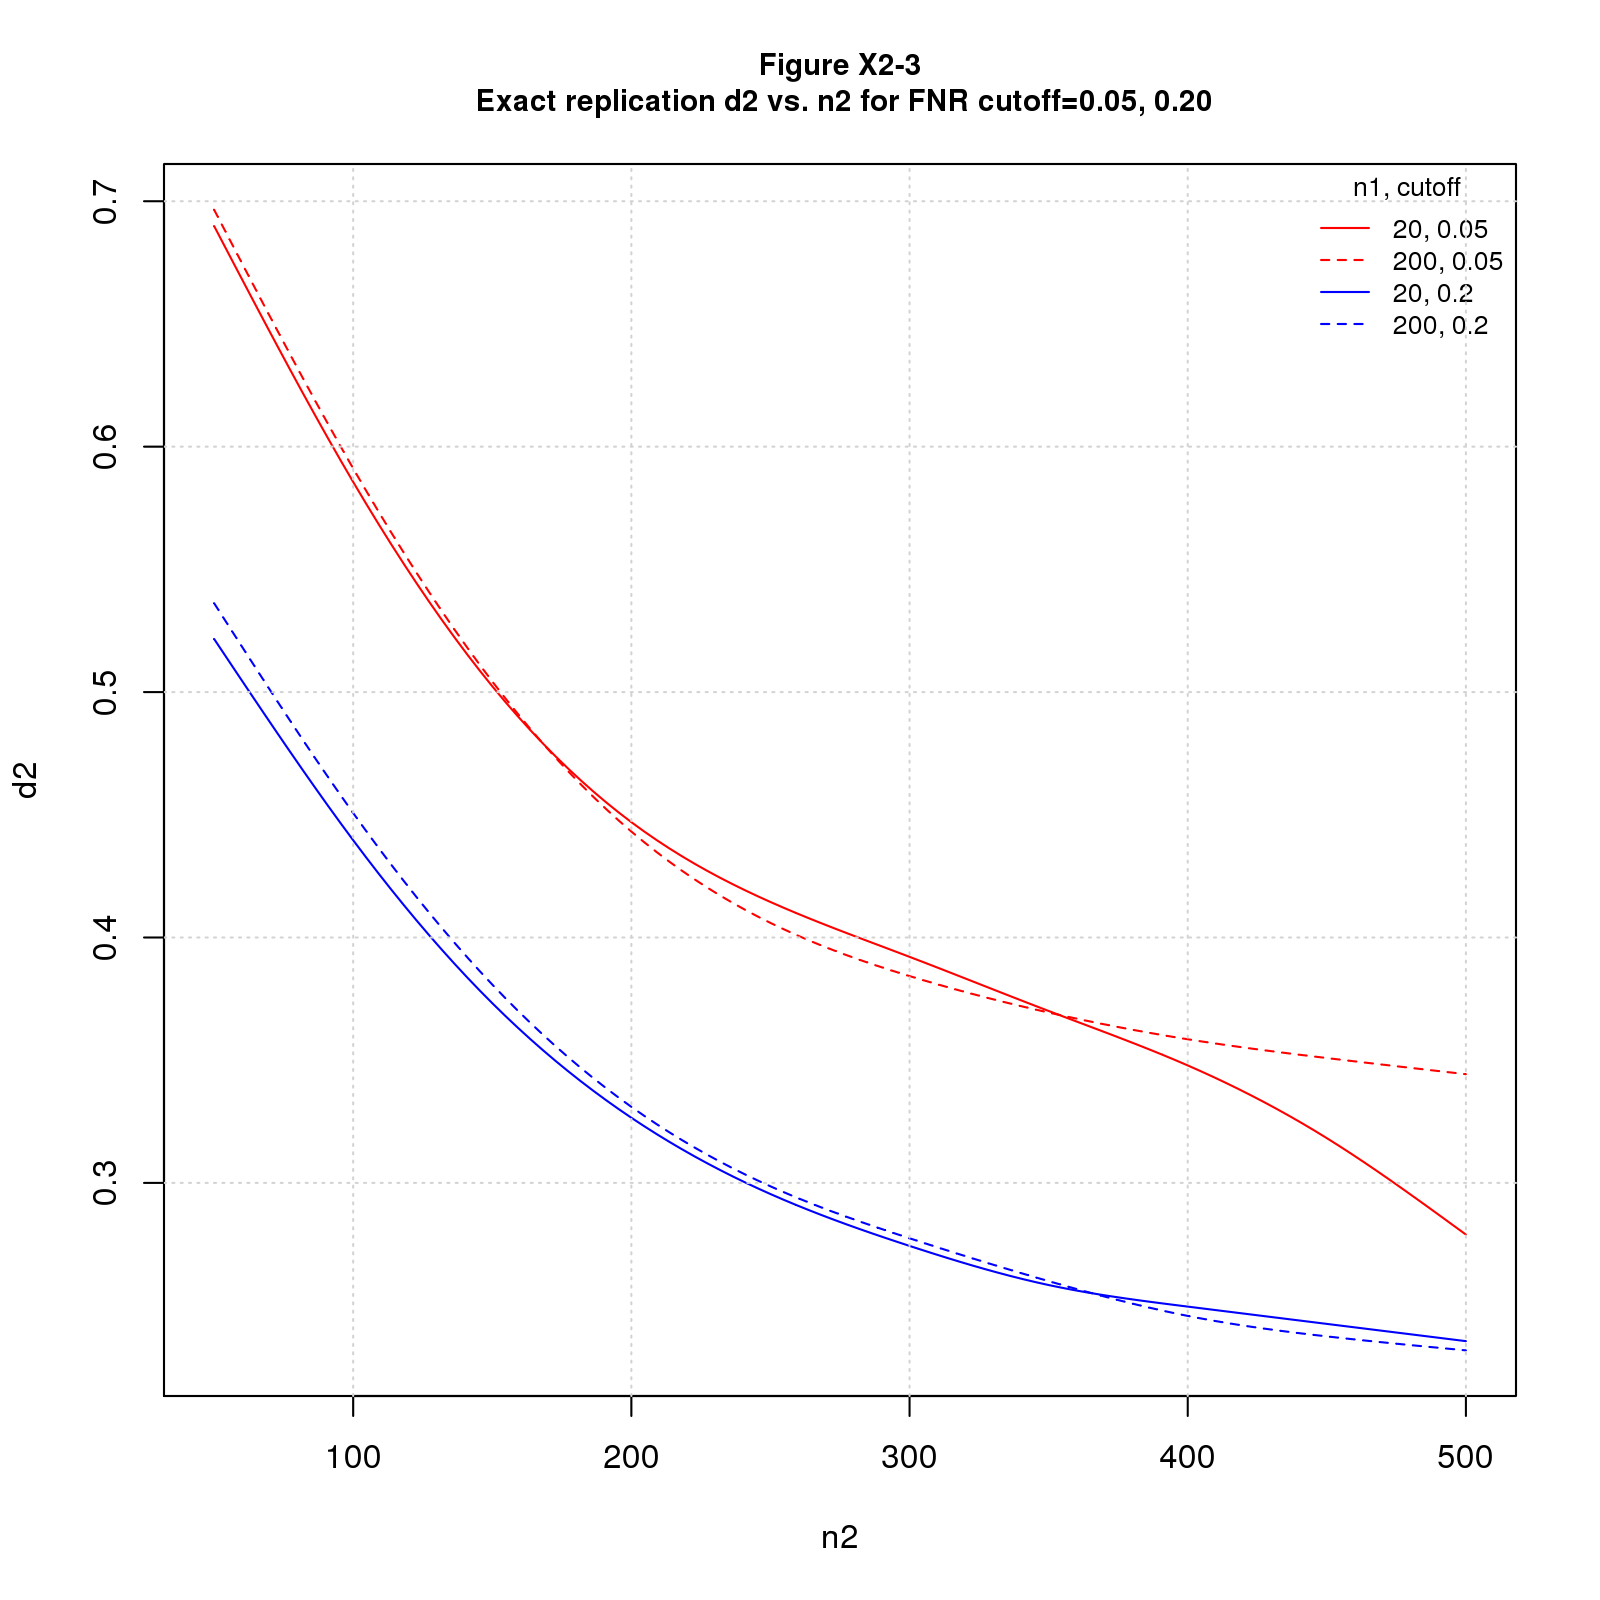 Figure X2-3
Exact replication d2 vs. n2 for FNR cutoff=0.05, 0.20
n1, cutoff
20, 0.05
200, 0.05
20, 0.2
200, 0.2
d2
0.7
0.6
0.5
0.4
0.3
100 200 300 400 500
n2